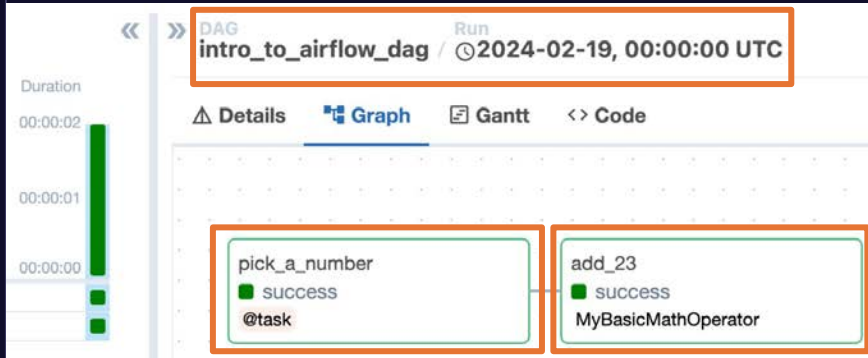 DAG
Run
intro_to_airflow_dag / 2024-02-19, 00:00:00 UTC
Duration
00:00:02
00:00:01
00:00:00
Details
Graph
Gantt
<> Code
pick_a_number
success
@task
add_23
success
MyBasicMathOperator